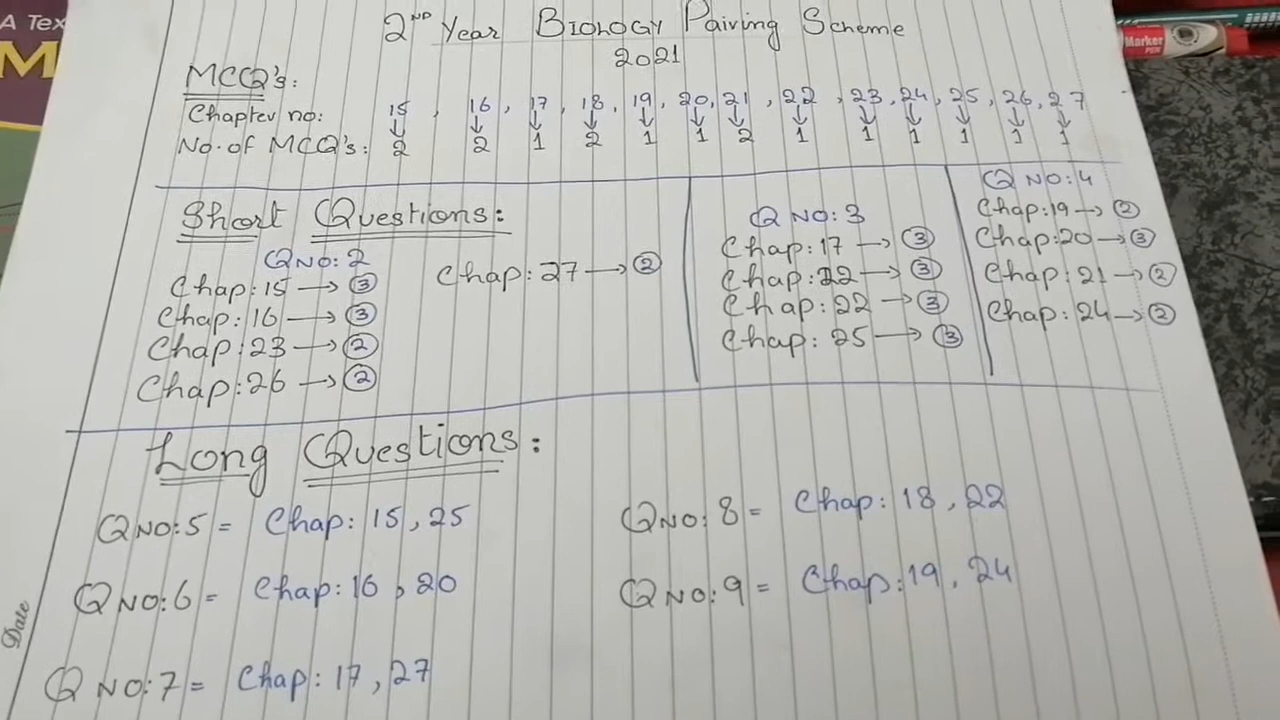 A Tex
M
Marker
PEN
2ND Year Biology Pairing Scheme
2021
MCQ's:
Chapter no: 15, 16, 17, 18, 19, 20, 21, 22, 23, 24, 25, 26, 27
↓ ↓ ↓ ↓ ↓ ↓ ↓ ↓ ↓ ↓ ↓ ↓ ↓
No. of MCQ's: 2 2 1 2 1 1 2 1 1 1 1 1 1
Short Questions:
Q No: 2
Chap: 15 → 3
Chap: 16 → 3
Chap: 23 → 2
Chap: 26 → 2
Chap: 27 → 2
Q No: 3
Chap: 17 → 3
Chap: 22 → 3
Chap: 22 → 3
Chap: 25 → 3
Q No: 4
Chap: 19 → 2
Chap: 20 → 3
Chap: 21 → 2
Chap: 24 → 2
Long Questions:
Q No: 5 = Chap: 15, 25
Q No: 6 = Chap: 16, 20
Q No: 7 = Chap: 17, 27
Q No: 8 = Chap: 18, 22
Q No: 9 = Chap: 19, 24
Date